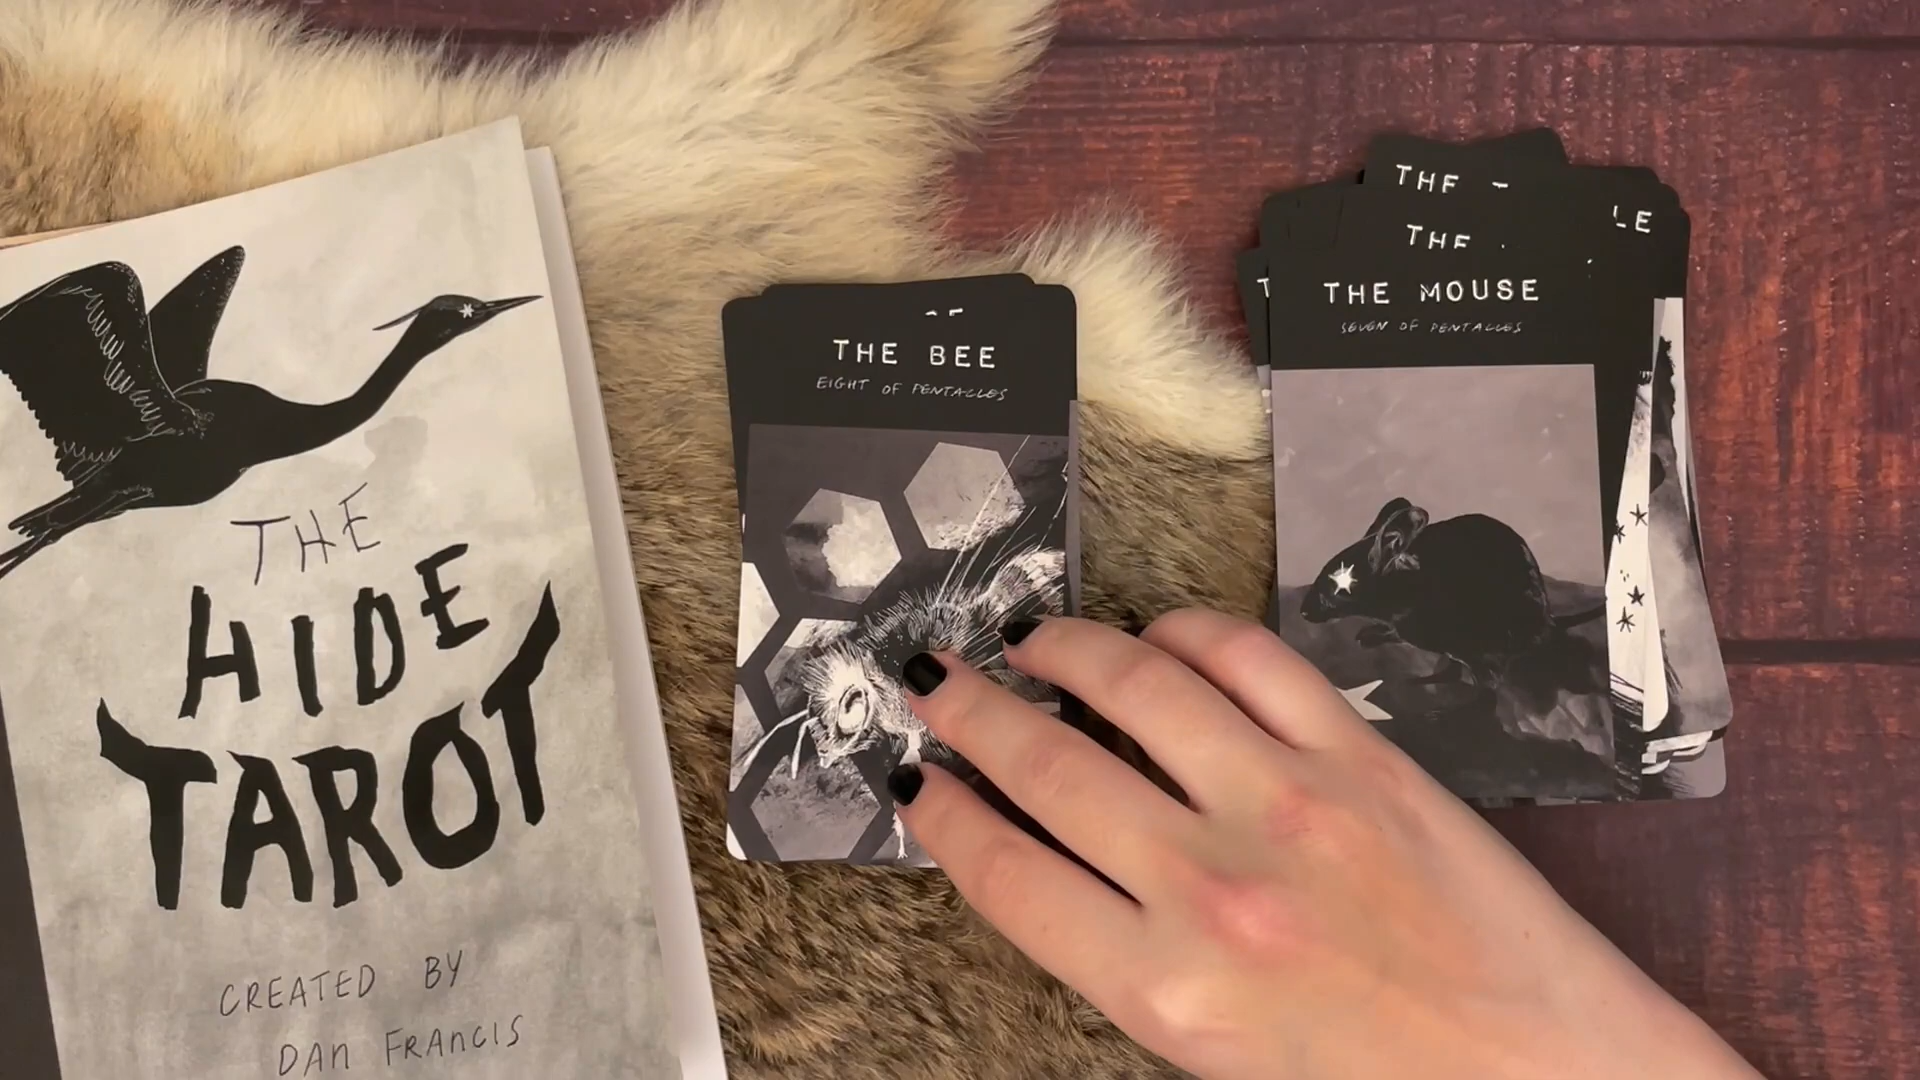 THE
HIDE
TAROT
CREATED BY
DAN FRANCIS
THE BEE
EIGHT OF PENTACLES
THE
THE
THE MOUSE
SEVEN OF PENTACLES
LE